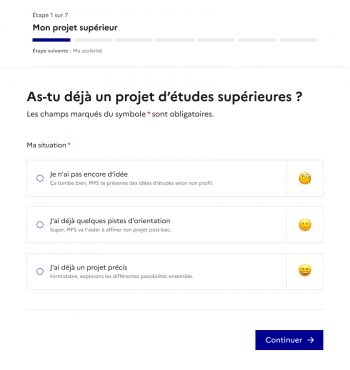 Étape 1 sur 7
Mon projet supérieur
Étape suivante : Ma scolarité
As-tu déjà un projet d'études supérieures ?
Les champs marqués du symbole * sont obligatoires.
Ma situation *
Je n'ai pas encore d'idée
Ça tombe bien, MPS te présente des idées d'études selon ton profil.
J'ai déjà quelques pistes d'orientation
Super, MPS va t'aider à affiner ton projet post-bac.
J'ai déjà un projet précis
Formidable, explorons les différentes possibilités ensemble.
Continuer →